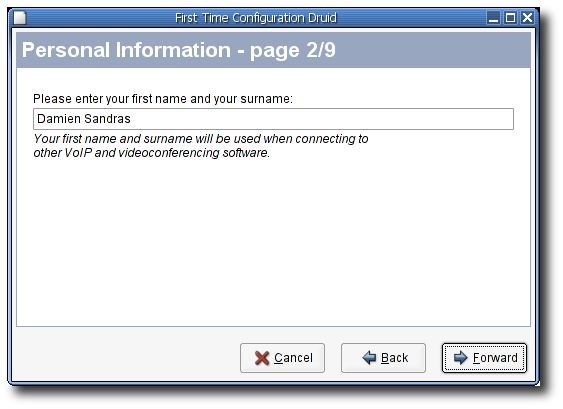 First Time Configuration Druid
Personal Information - page 2/9
Please enter your first name and your surname:
Damien Sandras
Your first name and surname will be used when connecting to
other VoIP and videoconferencing software.
Cancel
Back
Forward